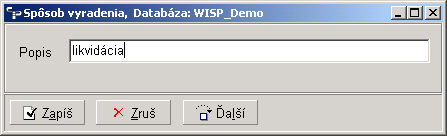 Spôsob vyradenia, Databáza: WISP_Demo
Popis likvidácia
Zapíš Zruš Ďalší